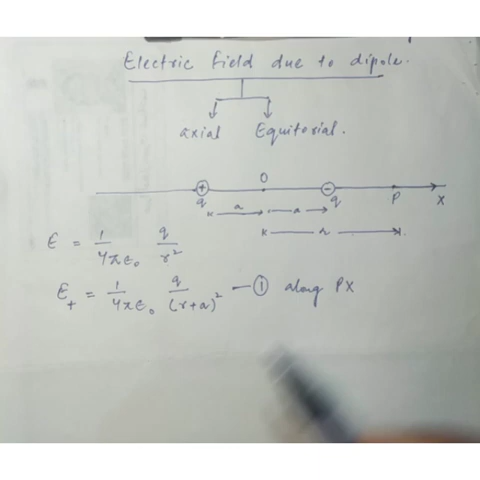 Electric field due to dipole.
axial Equitorial.
+ O −
q q P X
a a
r
E = 1/4πε₀ q/r²
E₊ = 1/4πε₀ q/(r+a)² — ① along PX